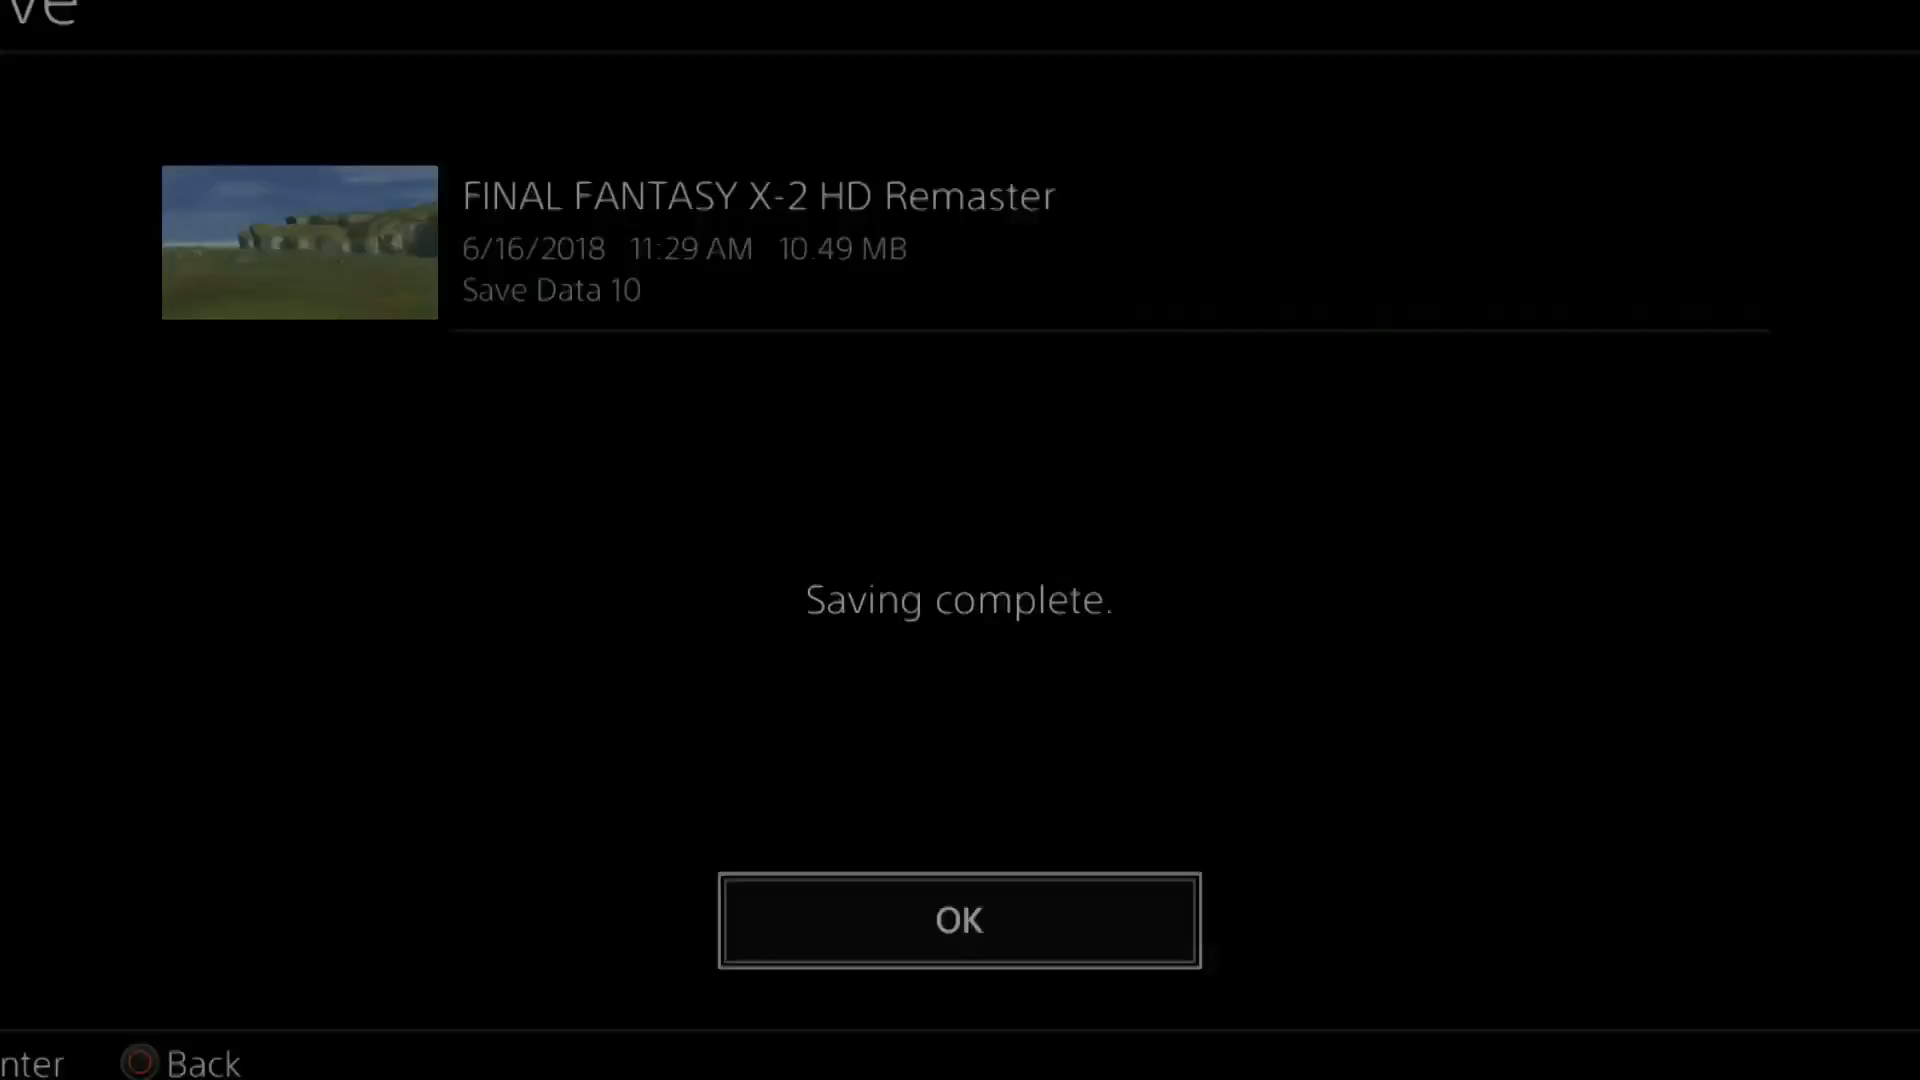 ve
FINAL FANTASY X-2 HD Remaster
6/16/2018 11:29 AM 10.49 MB
Save Data 10
Saving complete.
OK
nter Back